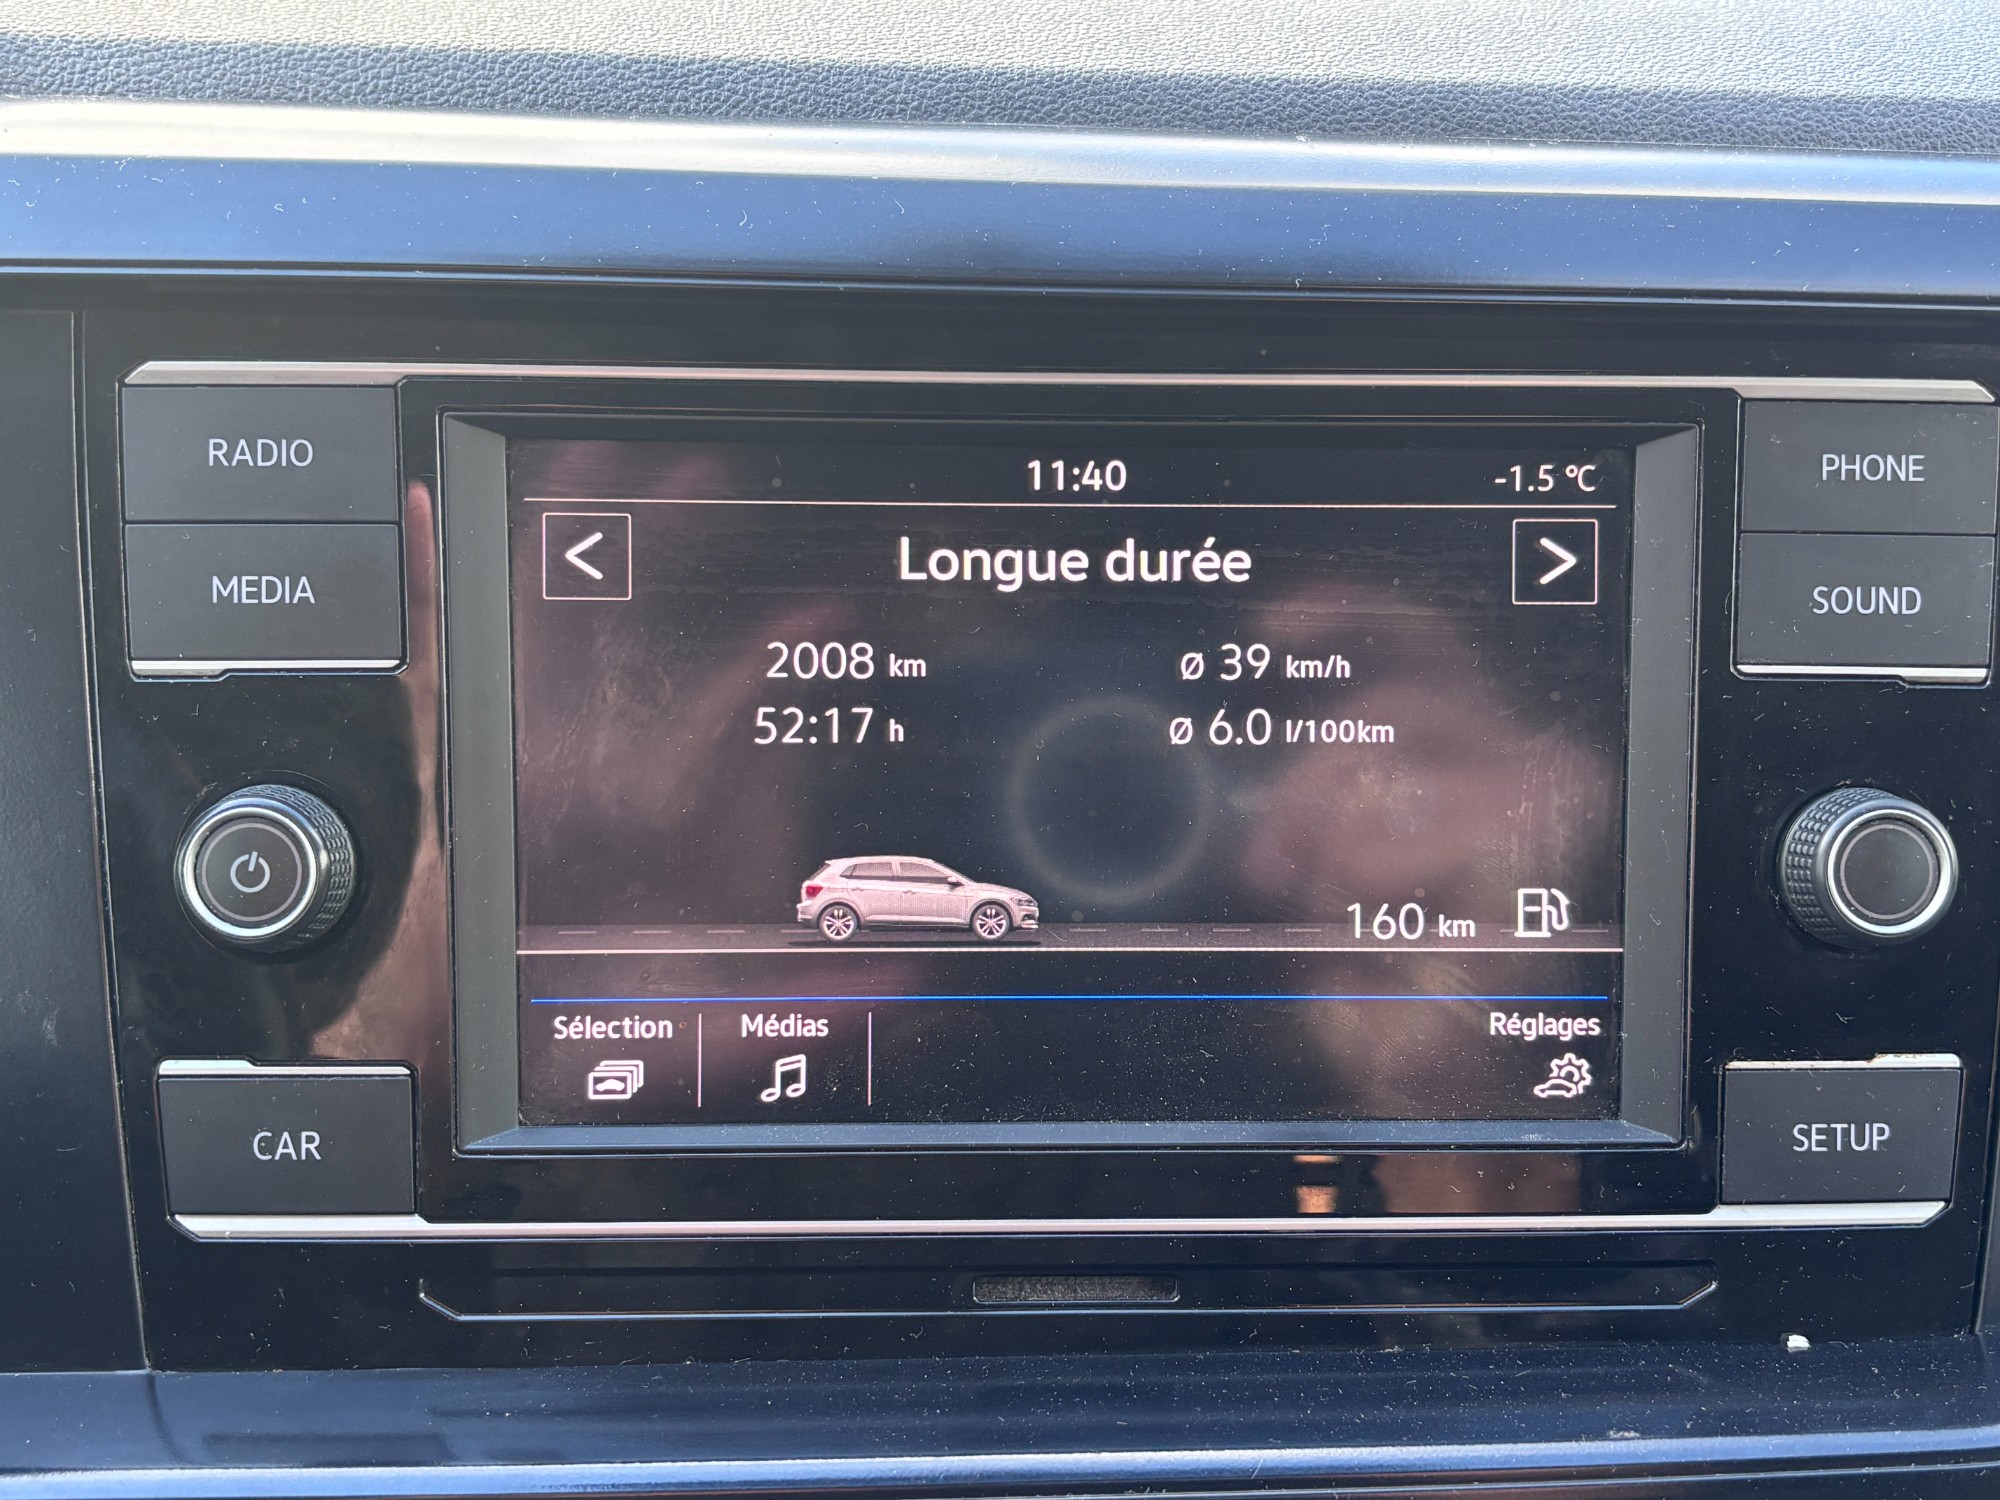 RADIO
MEDIA
CAR
11:40
-1.5 °C
<
Longue durée
>
2008 km
ø 39 km/h
52:17 h
ø 6.0 l/100km
160 km
Sélection
Médias
Réglages
PHONE
SOUND
SETUP